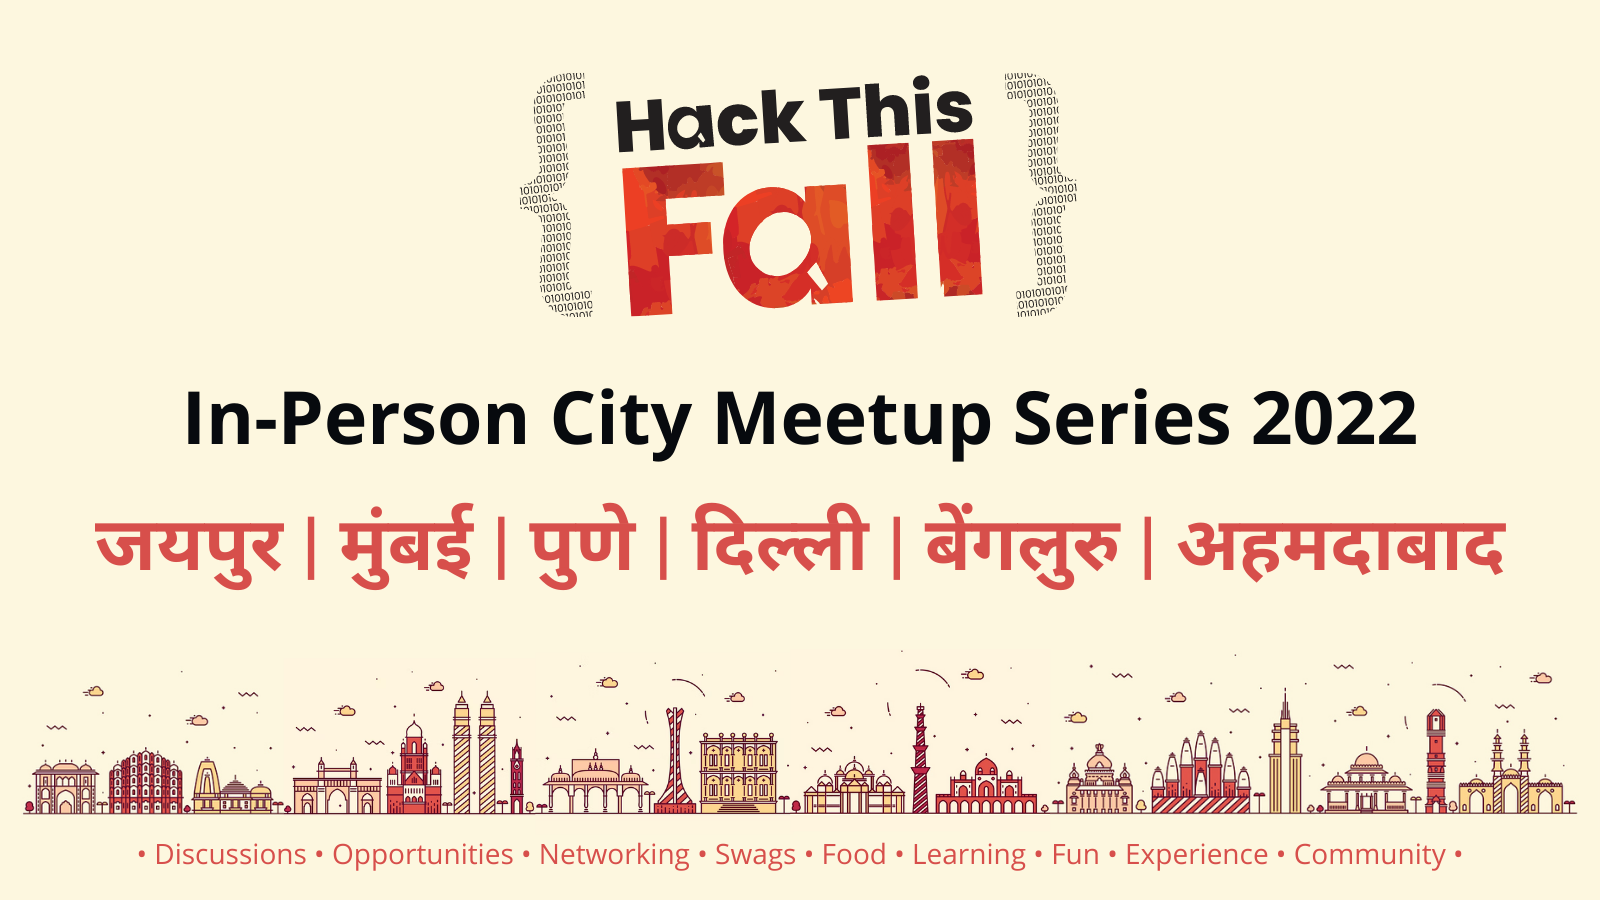 Hack This
Fall
In-Person City Meetup Series 2022
जयपुर | मुंबई | पुणे | दिल्ली | बेंगलुरु | अहमदाबाद
• Discussions • Opportunities • Networking • Swags • Food • Learning • Fun • Experience • Community •